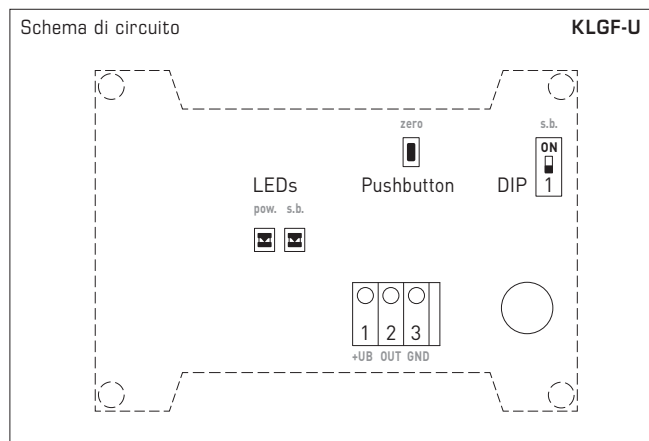 Schema di circuito KLGF-U
zero s.b.
ON
LEDs Pushbutton DIP 1
pow. s.b.
1 2 3
+UB OUT GND